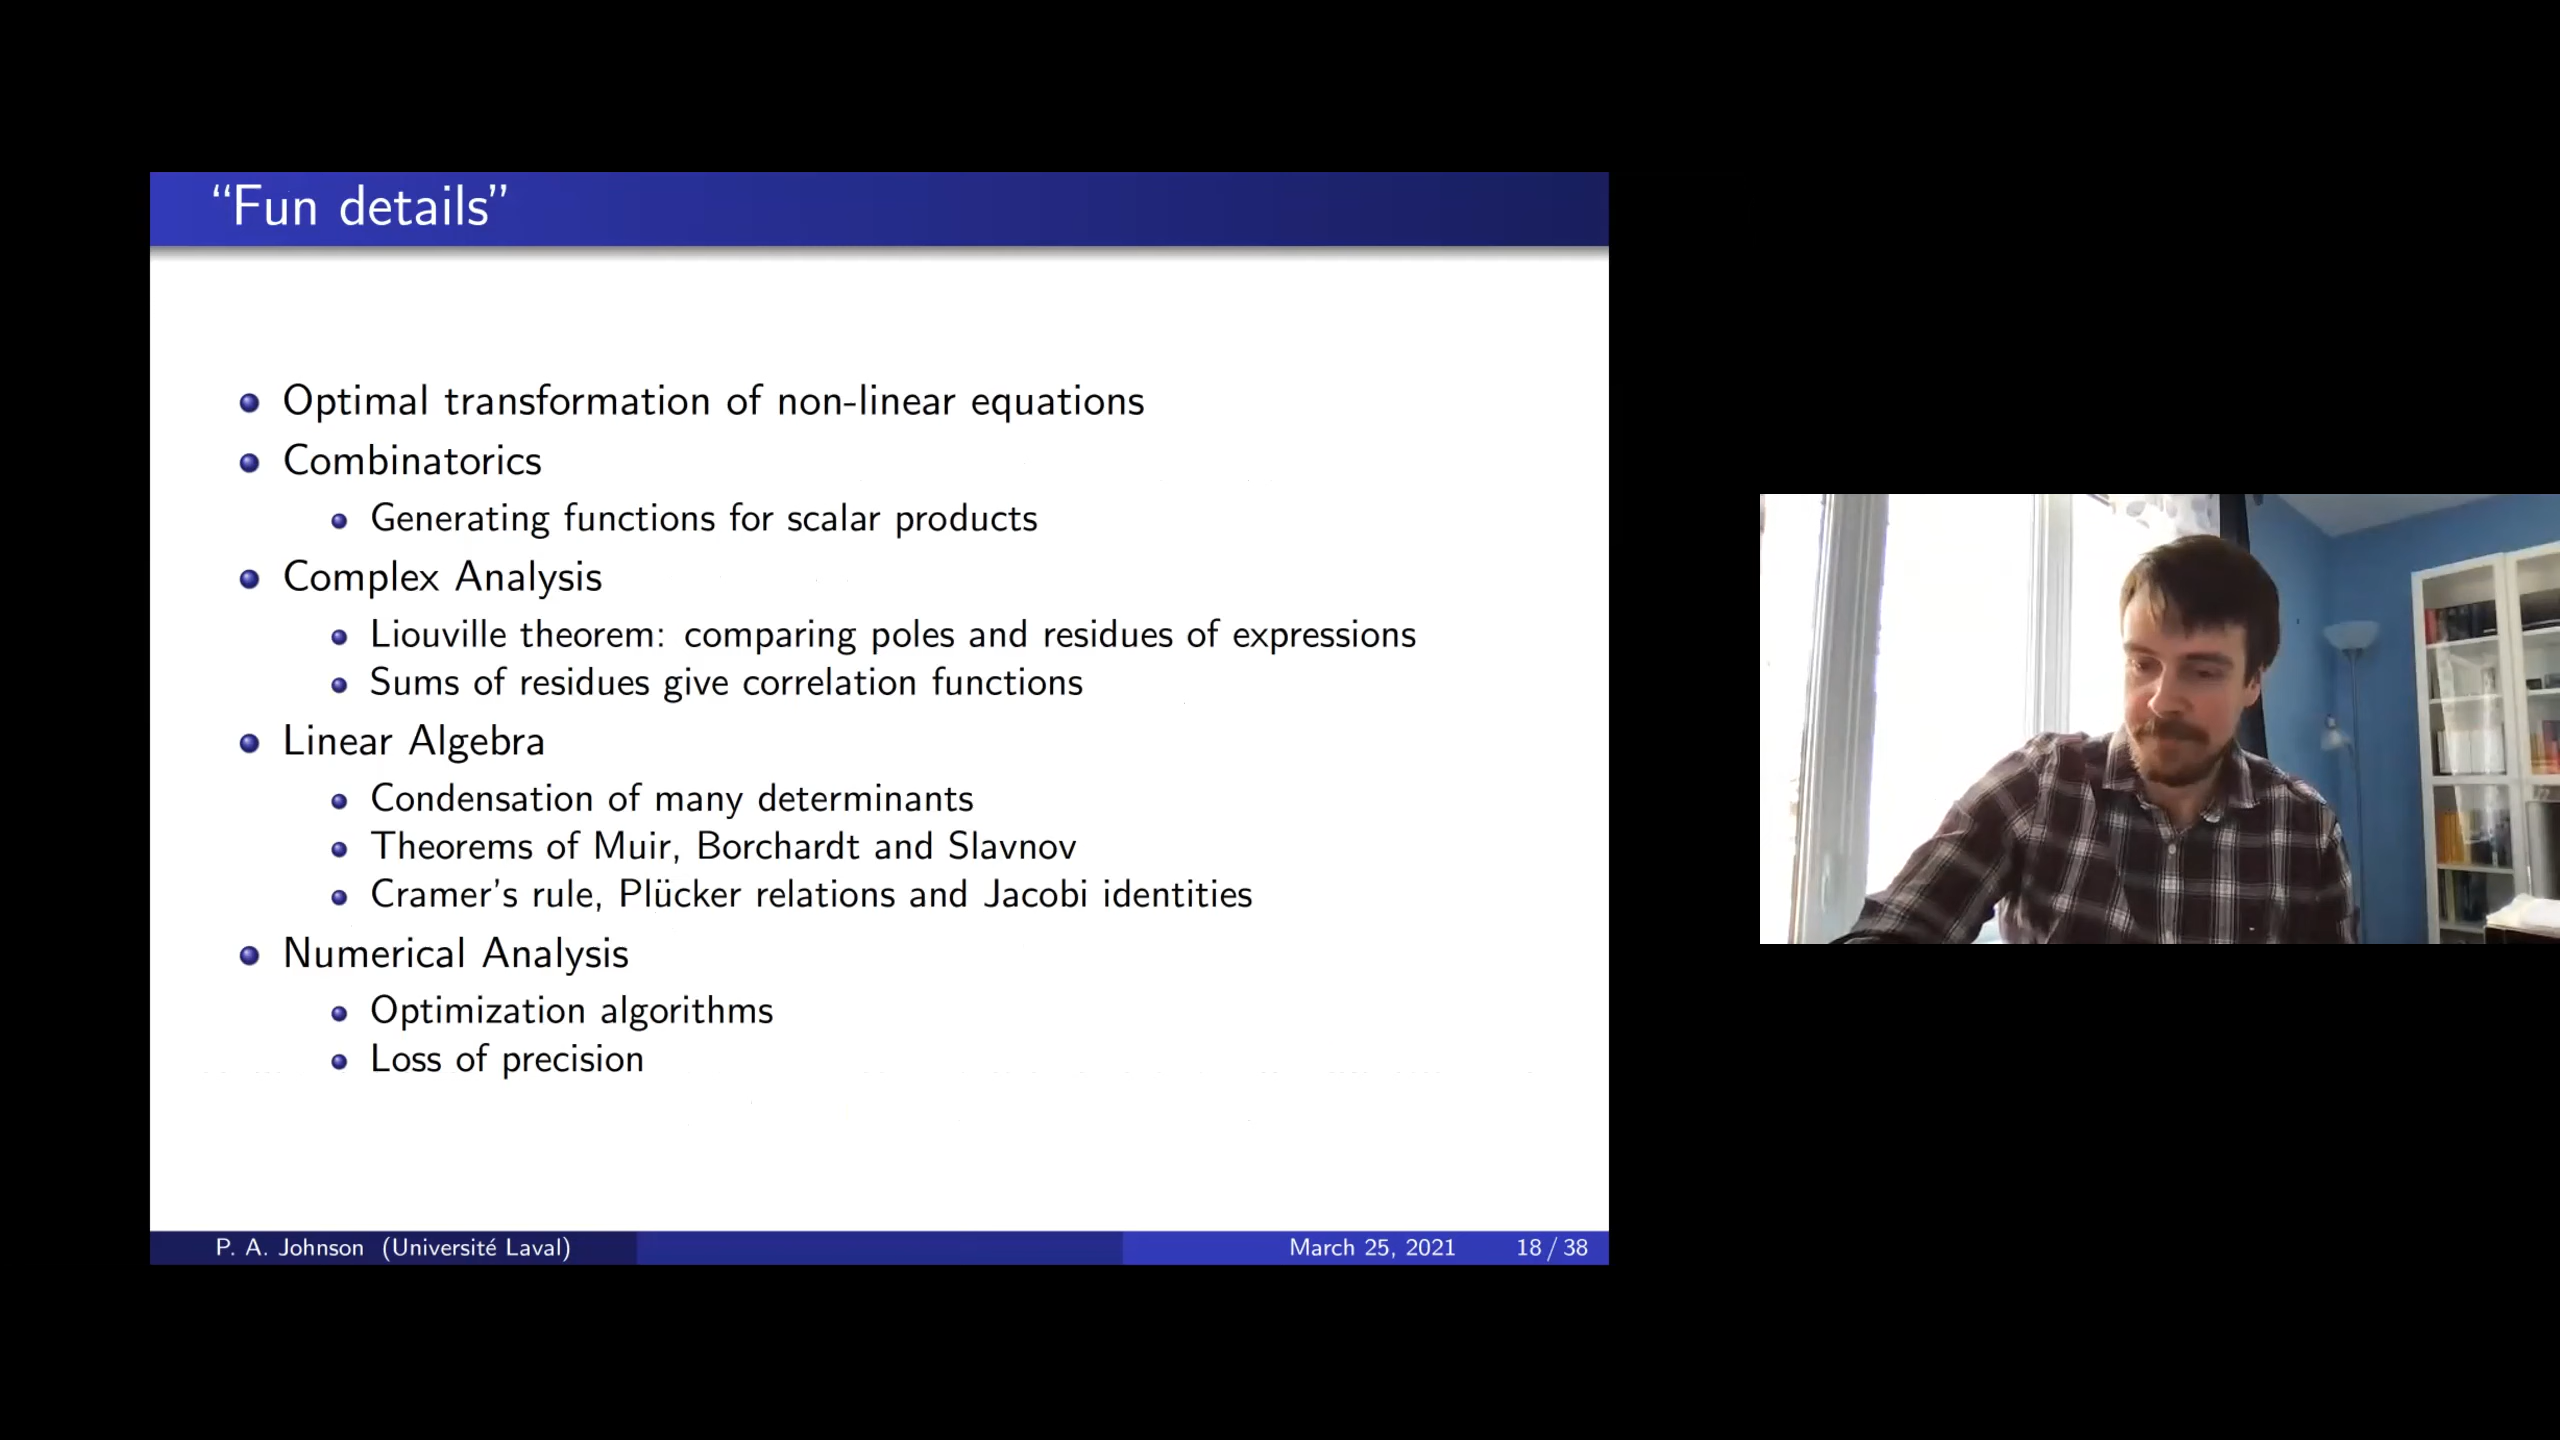 “Fun details”
Optimal transformation of non-linear equations
Combinatorics
Generating functions for scalar products
Complex Analysis
Liouville theorem: comparing poles and residues of expressions
Sums of residues give correlation functions
Linear Algebra
Condensation of many determinants
Theorems of Muir, Borchardt and Slavnov
Cramer’s rule, Plücker relations and Jacobi identities
Numerical Analysis
Optimization algorithms
Loss of precision
P. A. Johnson (Université Laval) March 25, 2021 18 / 38